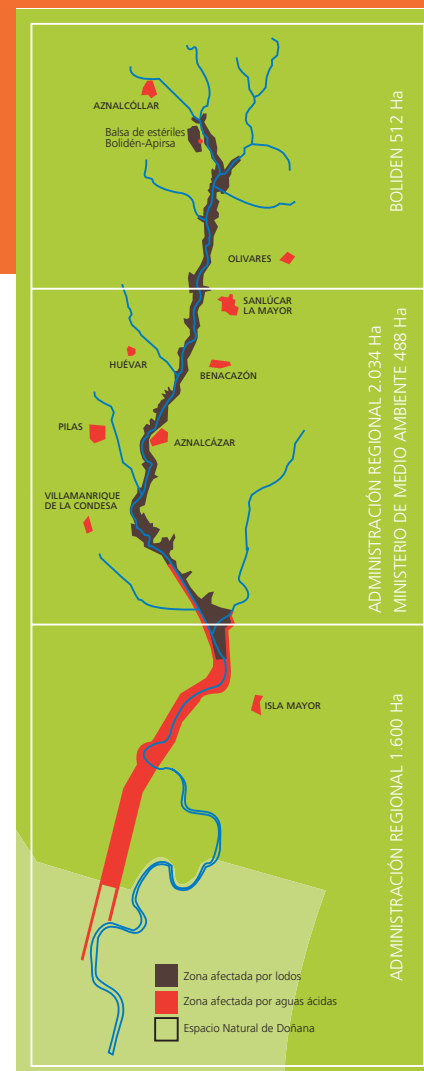 AZNALCÓLLAR
Balsa de estériles
Bolidén-Apirsa
BOLIDEN 512 Ha
OLIVARES
SANLÚCAR
LA MAYOR
HUÉVAR
BENACAZÓN
PILAS
AZNALCÁZAR
VILLAMANRIQUE
DE LA CONDESA
ADMINISTRACIÓN REGIONAL 2.034 Ha
MINISTERIO DE MEDIO AMBIENTE 488 Ha
ISLA MAYOR
ADMINISTRACIÓN REGIONAL 1.600 Ha
Zona afectada por lodos
Zona afectada por aguas ácidas
Espacio Natural de Doñana